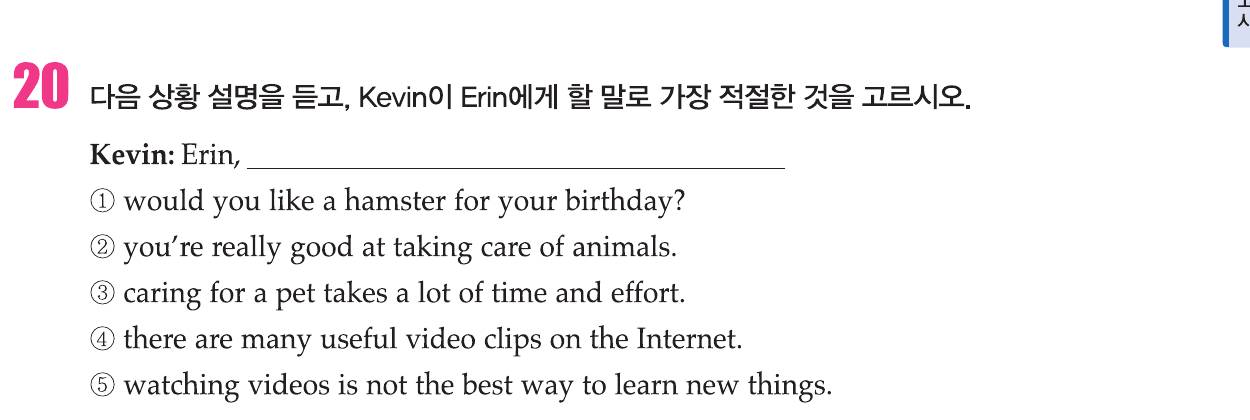 20 다음 상황 설명을 듣고, Kevin이 Erin에게 할 말로 가장 적절한 것을 고르시오.
Kevin: Erin, ______________________________
① would you like a hamster for your birthday?
② you're really good at taking care of animals.
③ caring for a pet takes a lot of time and effort.
④ there are many useful video clips on the Internet.
⑤ watching videos is not the best way to learn new things.